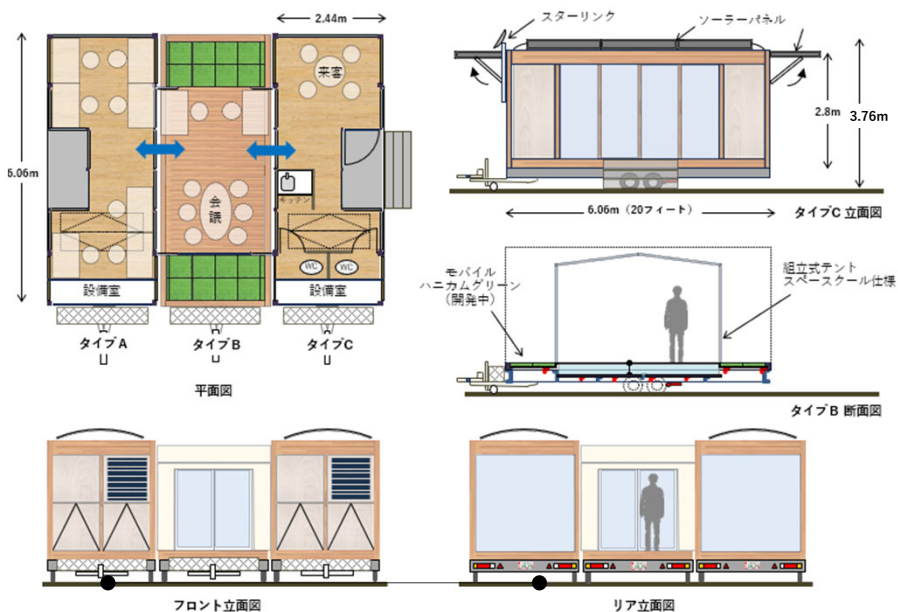 2.44m
6.06m
来客
会議
キッチン
WC
WC
設備室
設備室
タイプA
タイプB
タイプC
平面図
スターリンク
ソーラーパネル
2.8m
3.76m
6.06m（20フィート）
タイプC 立面図
モバイル
ハニカムグリーン
（開発中）
組立式テント
スペースクール仕様
タイプB 断面図
フロント立面図
リア立面図